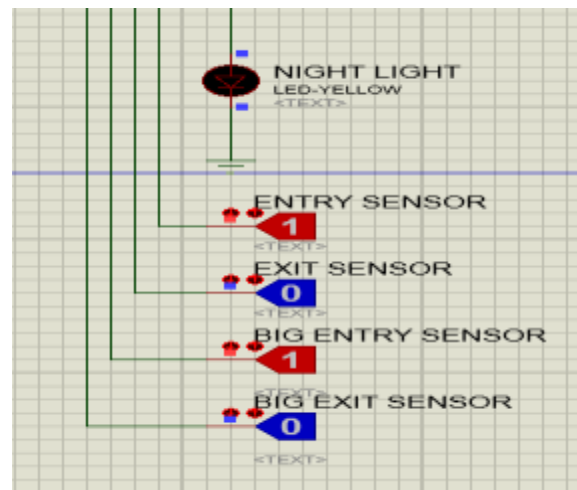 NIGHT LIGHT
LED-YELLOW
<TEXT>
ENTRY SENSOR
1
<TEXT>
EXIT SENSOR
0
<TEXT>
BIG ENTRY SENSOR
1
<TEXT>
BIG EXIT SENSOR
0
<TEXT>